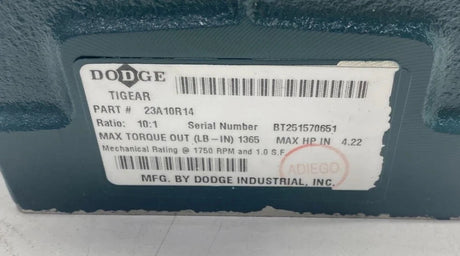 DODGE
TIGEAR
PART # 23A10R14
Ratio: 10:1 Serial Number BT251570651
MAX TORQUE OUT (LB-IN) 1365 MAX HP IN 4.22
Mechanical Rating @ 1750 RPM and 1.0 S.F.
ADIEGO
MFG. BY DODGE INDUSTRIAL, INC.